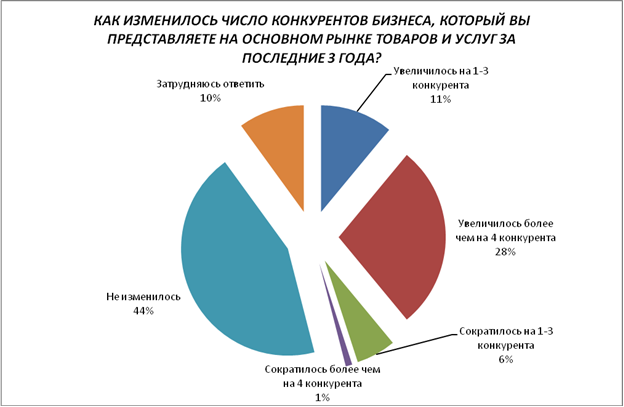 КАК ИЗМЕНИЛОСЬ ЧИСЛО КОНКУРЕНТОВ БИЗНЕСА, КОТОРЫЙ ВЫ
ПРЕДСТАВЛЯЕТЕ НА ОСНОВНОМ РЫНКЕ ТОВАРОВ И УСЛУГ ЗА
ПОСЛЕДНИЕ 3 ГОДА?
Затрудняюсь ответить
10%
Увеличилось на 1-3
конкурента
11%
Увеличилось более
чем на 4 конкурента
28%
Не изменилось
44%
Сократилось на 1-3
конкурента
6%
Сократилось более чем
на 4 конкурента
1%